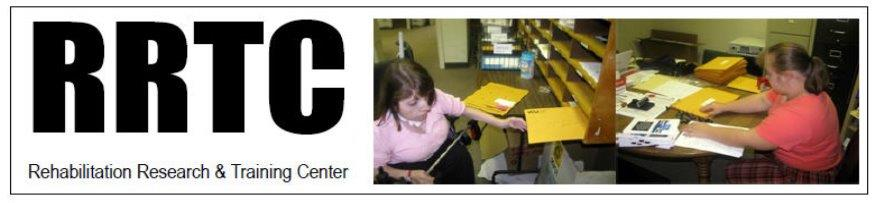 RRTC
Rehabilitation Research & Training Center